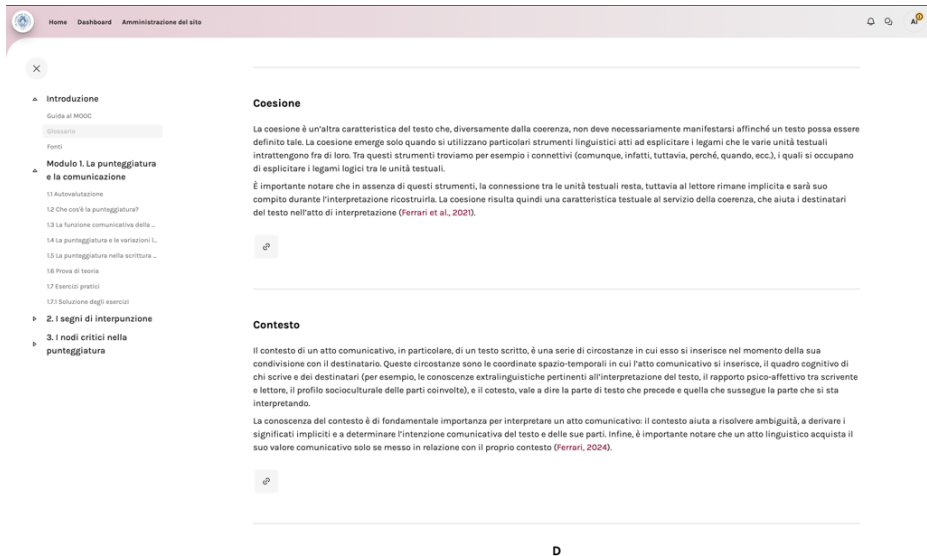 Home Dashboard Amministrazione del sito
Introduzione
Guida al MOOC
Glossario
Fonti
Modulo 1. La punteggiatura
e la comunicazione
1.1 Autovalutazione
1.2 Che cos'è la punteggiatura?
1.3 La funzione comunicativa della ...
1.4 La punteggiatura e le variazioni l...
1.5 La punteggiatura nella scrittura ...
1.6 Prova di teoria
1.7 Esercizi pratici
1.7.1 Soluzione degli esercizi
2. I segni di interpunzione
3. I nodi critici nella
punteggiatura
Coesione
La coesione è un'altra caratteristica del testo che, diversamente dalla coerenza, non deve necessariamente manifestarsi affinché un testo possa essere
definito tale. La coesione emerge solo quando si utilizzano particolari strumenti linguistici atti ad esplicitare i legami che le varie unità testuali
intrattengono fra di loro. Tra questi strumenti troviamo per esempio i connettivi (comunque, infatti, tuttavia, perché, quando, ecc.), i quali si occupano
di esplicitare i legami logici tra le unità testuali.
È importante notare che in assenza di questi strumenti, la connessione tra le unità testuali resta, tuttavia al lettore rimane implicita e sarà suo
compito durante l'interpretazione ricostruirla. La coesione risulta quindi una caratteristica testuale al servizio della coerenza, che aiuta i destinatari
del testo nell'atto di interpretazione (Ferrari et al., 2021).
Contesto
Il contesto di un atto comunicativo, in particolare, di un testo scritto, è una serie di circostanze in cui esso si inserisce nel momento della sua
condivisione con il destinatario. Queste circostanze sono le coordinate spazio-temporali in cui l'atto comunicativo si inserisce, il quadro cognitivo di
chi scrive e dei destinatari (per esempio, le conoscenze extralinguistiche pertinenti all'interpretazione del testo, il rapporto psico-affettivo tra scrivente
e lettore, il profilo socioculturale delle parti coinvolte), e il cotesto, vale a dire la parte di testo che precede e quella che sussegue la parte che si sta
interpretando.
La conoscenza del contesto è di fondamentale importanza per interpretare un atto comunicativo: il contesto aiuta a risolvere ambiguità, a derivare i
significati impliciti e a determinare l'intenzione comunicativa del testo e delle sue parti. Infine, è importante notare che un atto linguistico acquista il
suo valore comunicativo solo se messo in relazione con il proprio contesto (Ferrari, 2024).
D